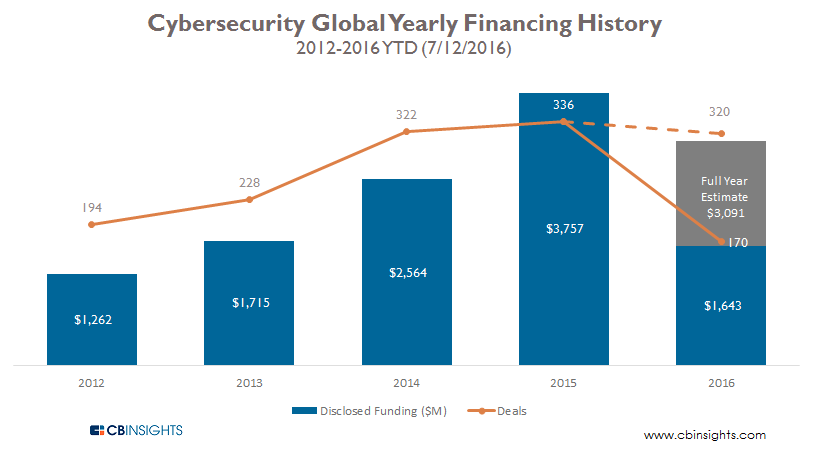 Cybersecurity Global Yearly Financing History
2012-2016 YTD (7/12/2016)
194
228
322
336
320
Full Year
Estimate
$3,091
170
$1,262
$1,715
$2,564
$3,757
$1,643
2012
2013
2014
2015
2016
Disclosed Funding ($M)
Deals
CBINSIGHTS
www.cbinsights.com